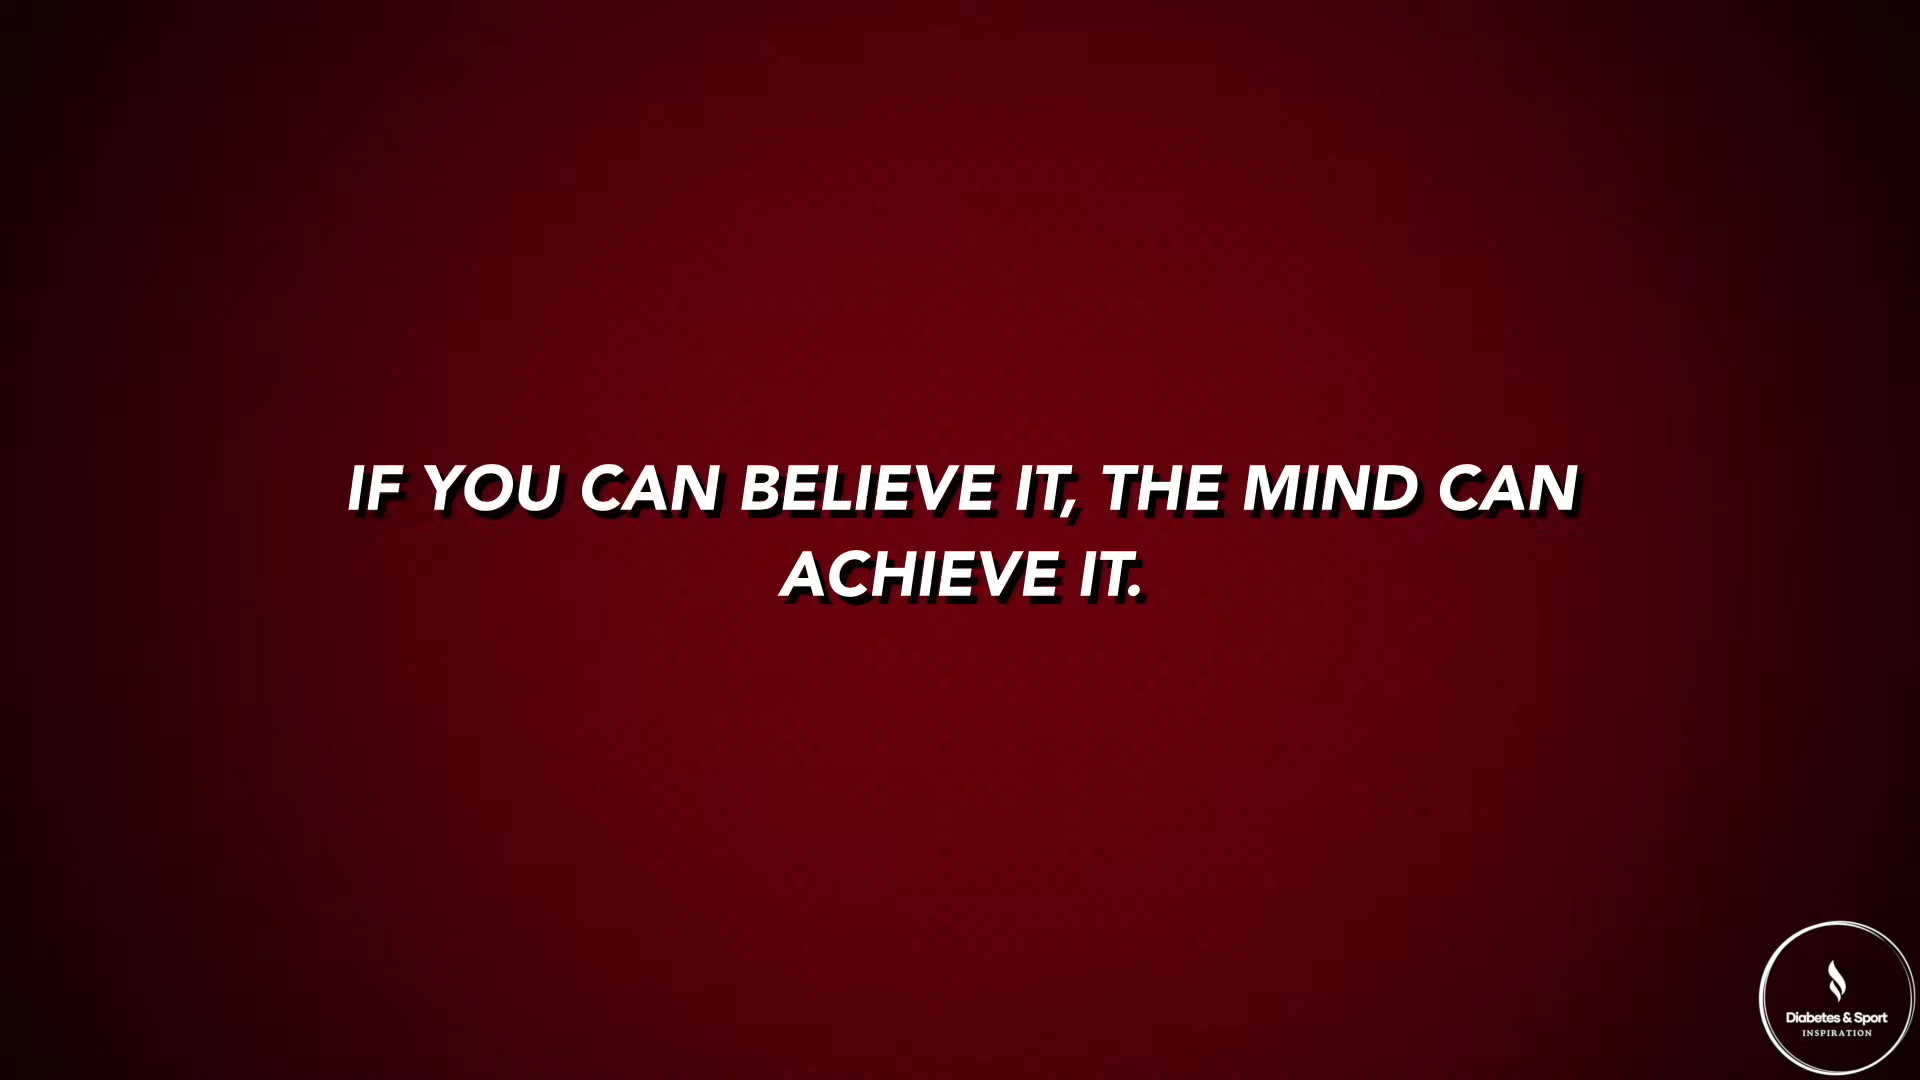 IF YOU CAN BELIEVE IT, THE MIND CAN
ACHIEVE IT.
Diabetes & Sport
INSPIRATION